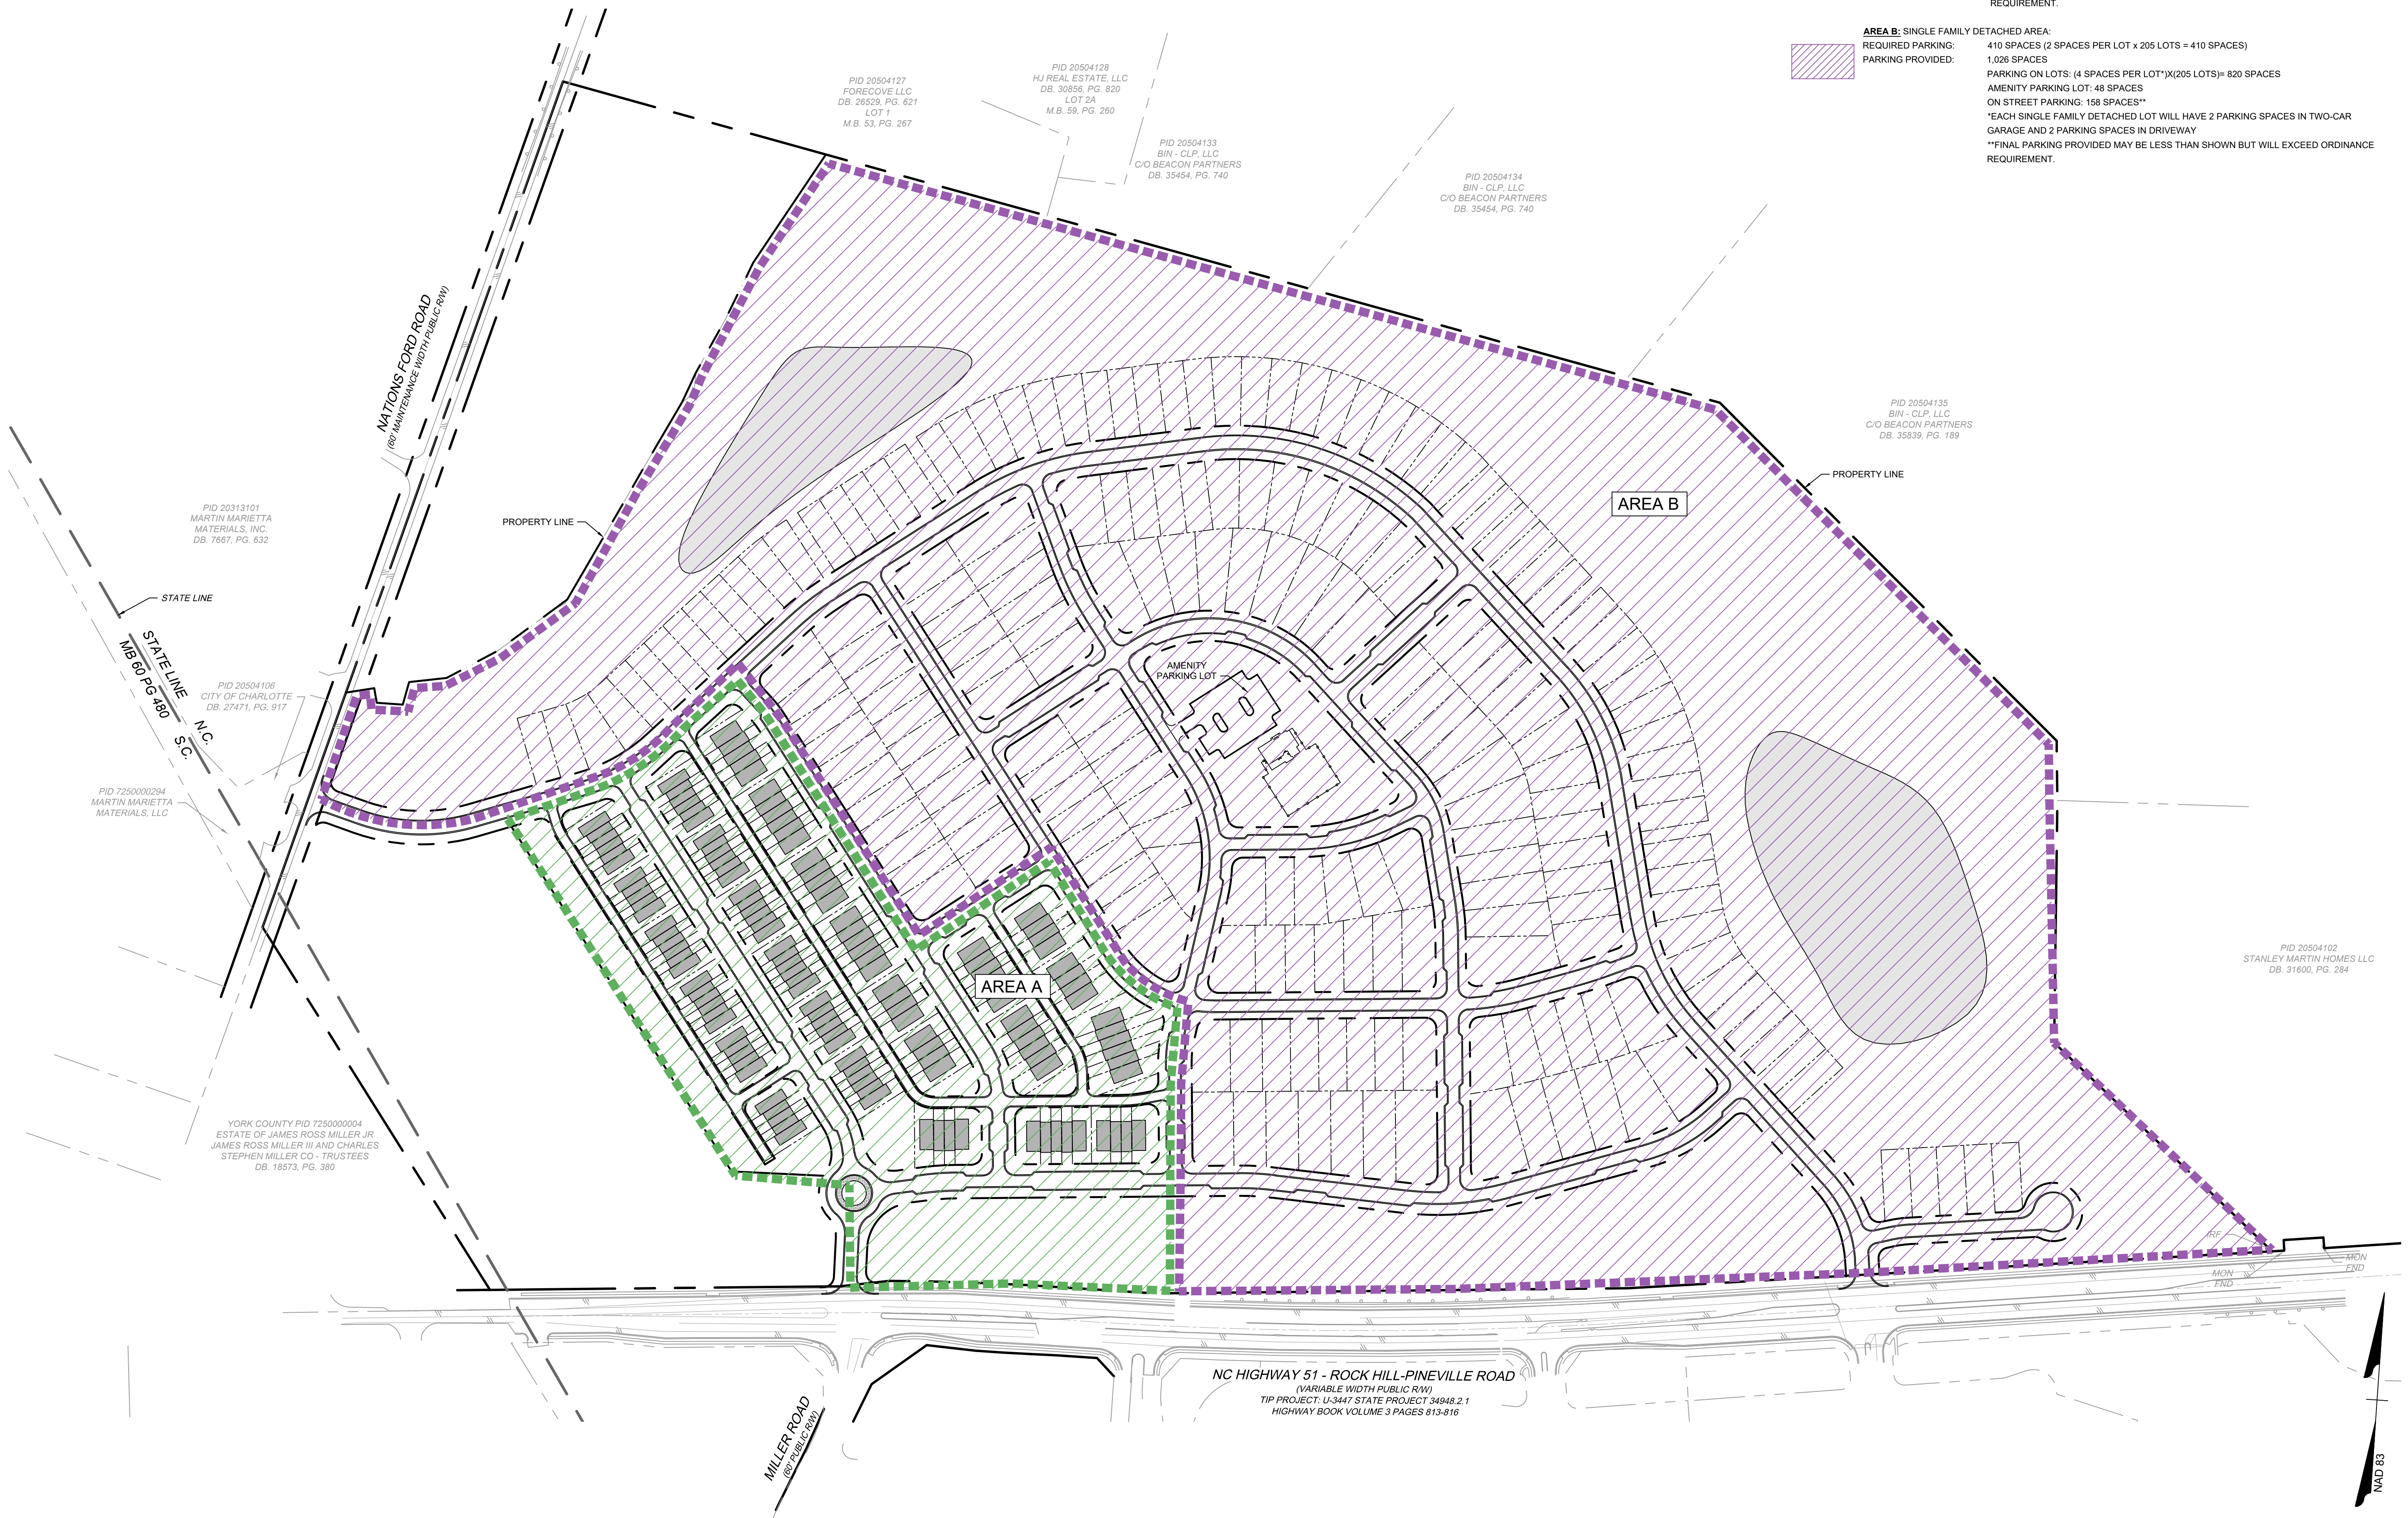 REQUIREMENT.
AREA B: SINGLE FAMILY DETACHED AREA:
REQUIRED PARKING: 410 SPACES (2 SPACES PER LOT x 205 LOTS = 410 SPACES)
PARKING PROVIDED: 1,026 SPACES
PARKING ON LOTS: (4 SPACES PER LOT*)X(205 LOTS)= 820 SPACES
AMENITY PARKING LOT: 48 SPACES
ON STREET PARKING: 158 SPACES**
*EACH SINGLE FAMILY DETACHED LOT WILL HAVE 2 PARKING SPACES IN TWO-CAR
GARAGE AND 2 PARKING SPACES IN DRIVEWAY
**FINAL PARKING PROVIDED MAY BE LESS THAN SHOWN BUT WILL EXCEED ORDINANCE
REQUIREMENT.
PID 20504127
FORECOVE LLC
DB. 26529, PG. 621
LOT 1
M.B. 53, PG. 267
PID 20504128
HJ REAL ESTATE, LLC
DB. 30856, PG. 820
LOT 2A
M.B. 59, PG. 260
PID 20504133
BIN - CLP, LLC
C/O BEACON PARTNERS
DB. 35454, PG. 740
PID 20504134
BIN - CLP, LLC
C/O BEACON PARTNERS
DB. 35454, PG. 740
NATIONS FORD ROAD
(60' MAINTENANCE WIDTH PUBLIC R/W)
PID 20504135
BIN - CLP, LLC
C/O BEACON PARTNERS
DB. 35839, PG. 189
PROPERTY LINE
AREA B
PID 20313101
MARTIN MARIETTA
MATERIALS, INC.
DB. 7667, PG. 632
PROPERTY LINE
STATE LINE
STATE LINE
MB 60 PG 480
N.C.
S.C.
PID 20504106
CITY OF CHARLOTTE
DB. 27471, PG. 917
AMENITY
PARKING LOT
PID 7250000294
MARTIN MARIETTA
MATERIALS, LLC
PID 20504102
STANLEY MARTIN HOMES LLC
DB. 31600, PG. 284
AREA A
YORK COUNTY PID 7250000004
ESTATE OF JAMES ROSS MILLER JR
JAMES ROSS MILLER III AND CHARLES
STEPHEN MILLER CO - TRUSTEES
DB. 18573, PG. 380
IRF
MON
FND
MON
FND
NC HIGHWAY 51 - ROCK HILL-PINEVILLE ROAD
(VARIABLE WIDTH PUBLIC R/W)
TIP PROJECT: U-3447 STATE PROJECT 34948.2.1
HIGHWAY BOOK VOLUME 3 PAGES 813-816
MILLER ROAD
(60' PUBLIC R/W)
NAD 83